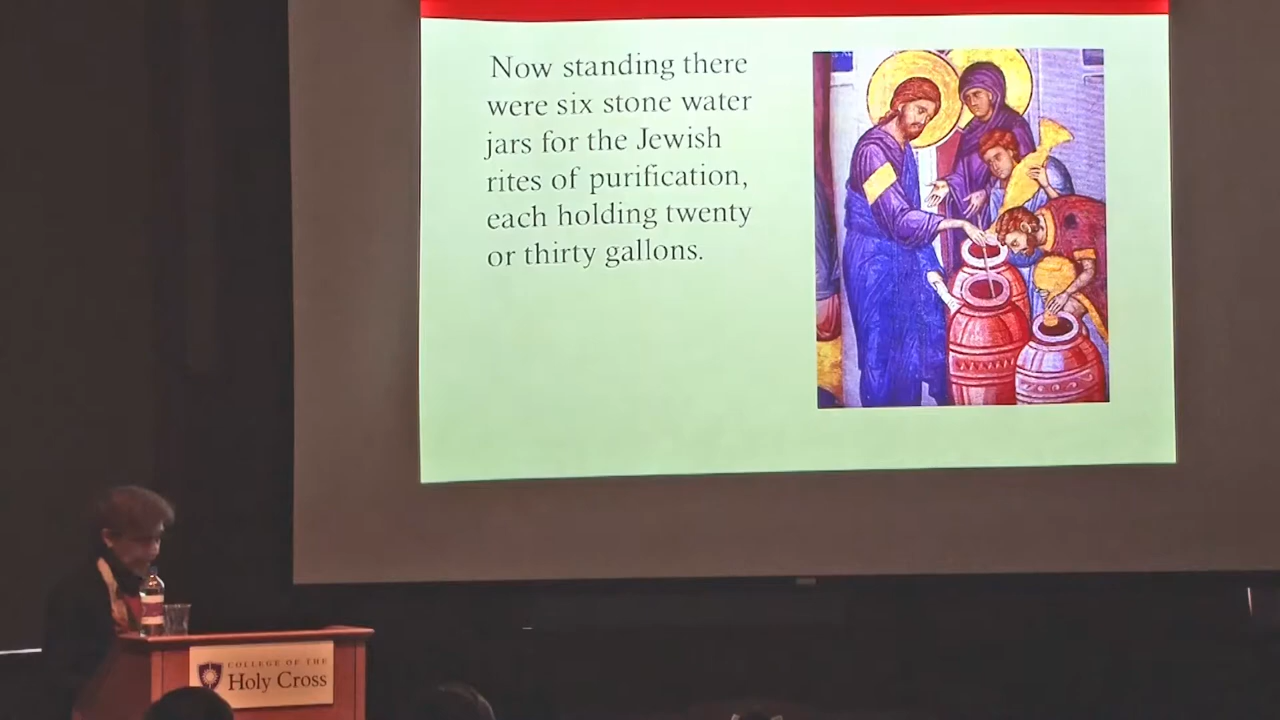 Now standing there
were six stone water
jars for the Jewish
rites of purification,
each holding twenty
or thirty gallons.
COLLEGE OF THE
Holy Cross